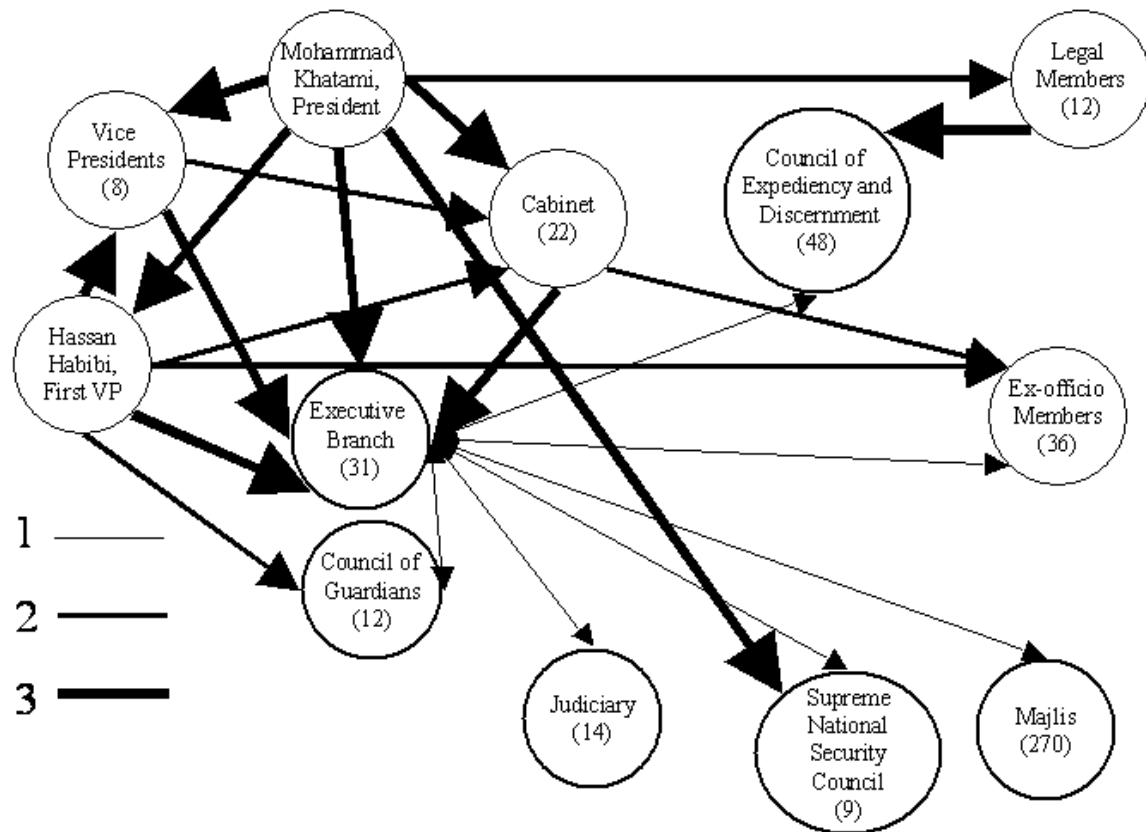 Mohammad
Khatami,
President
Legal
Members
(12)
Vice
Presidents
(8)
Council of
Expediency and
Discernment
(48)
Cabinet
(22)
Hassan
Habibi,
First VP
Executive
Branch
(31)
Ex-officio
Members
(36)
1
2
3
Council of
Guardians
(12)
Judiciary
(14)
Supreme
National
Security
Council
(9)
Majlis
(270)